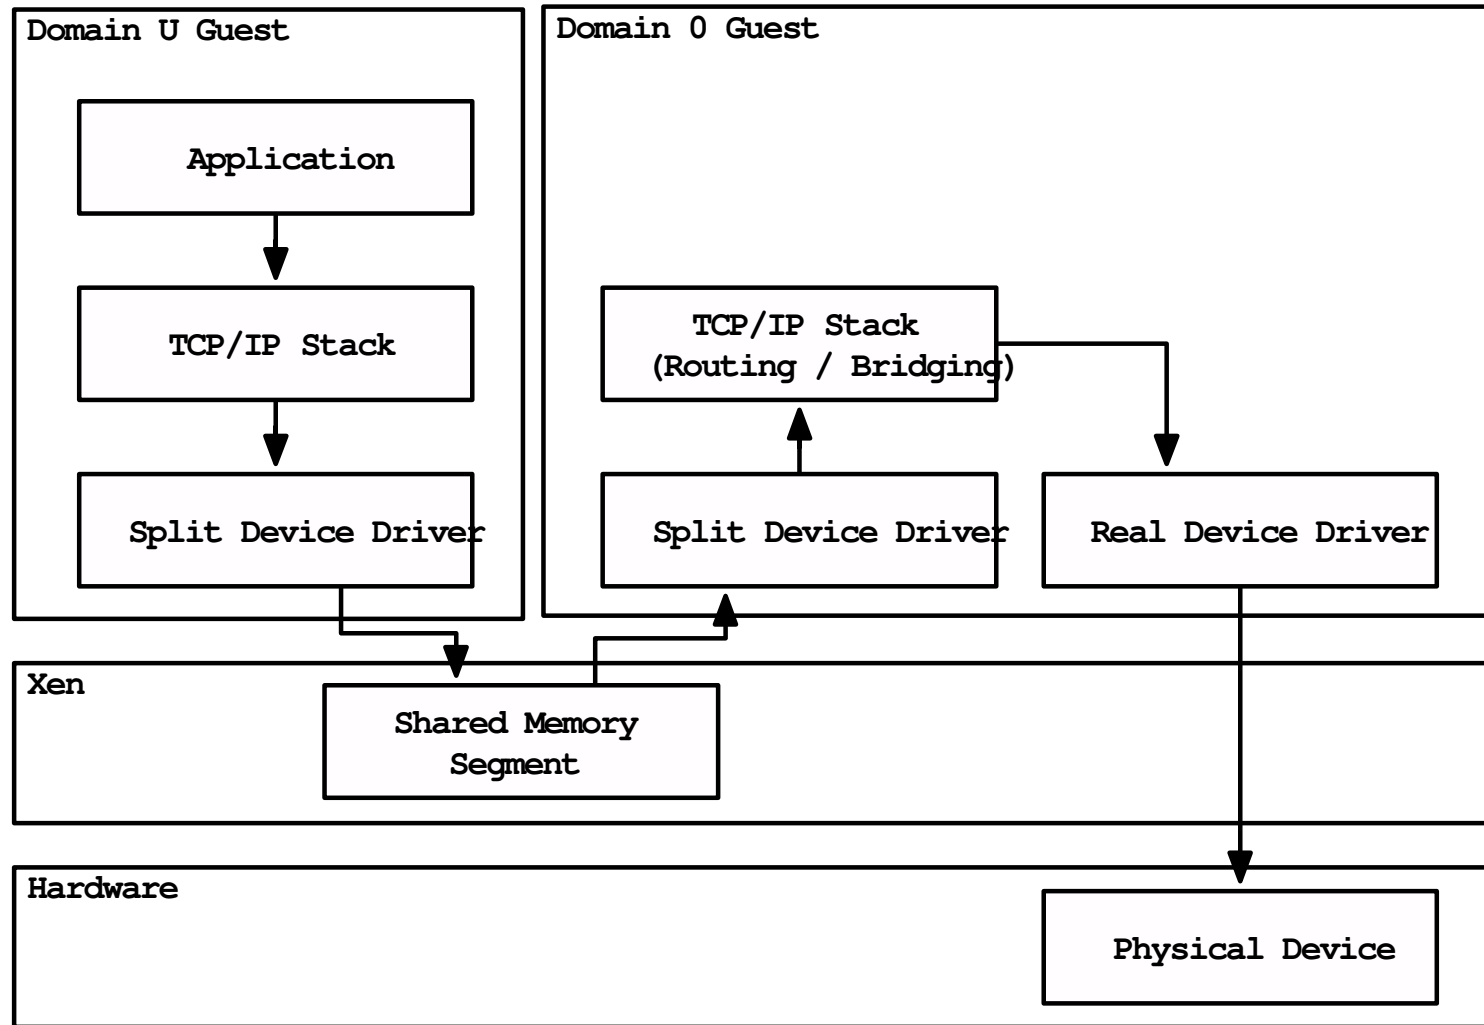 Domain U Guest
Application
TCP/IP Stack
Split Device Driver
Domain 0 Guest
TCP/IP Stack
(Routing / Bridging)
Split Device Driver
Real Device Driver
Xen
Shared Memory
Segment
Hardware
Physical Device